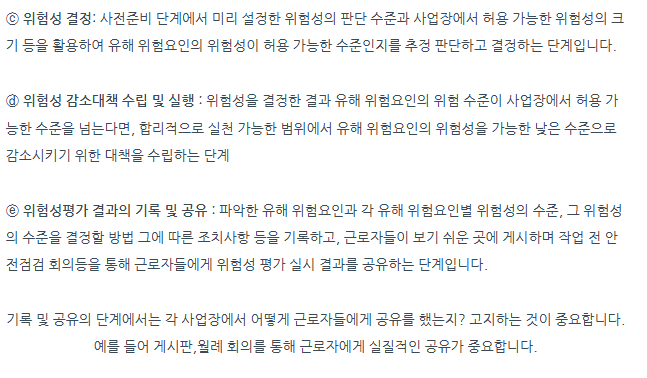 ⓒ 위험성 결정: 사전준비 단계에서 미리 설정한 위험성의 판단 수준과 사업장에서 허용 가능한 위험성의 크
기 등을 활용하여 유해 위험요인의 위험성이 허용 가능한 수준인지를 추정 판단하고 결정하는 단계입니다.
ⓓ 위험성 감소대책 수립 및 실행 : 위험성을 결정한 결과 유해 위험요인의 위험 수준이 사업장에서 허용 가
능한 수준을 넘는다면, 합리적으로 실천 가능한 범위에서 유해 위험요인의 위험성을 가능한 낮은 수준으로
감소시키기 위한 대책을 수립하는 단계
ⓔ 위험성평가 결과의 기록 및 공유 : 파악한 유해 위험요인과 각 유해 위험요인별 위험성의 수준, 그 위험성
의 수준을 결정할 방법 그에 따른 조치사항 등을 기록하고, 근로자들이 보기 쉬운 곳에 게시하며 작업 전 안
전점검 회의등을 통해 근로자들에게 위험성 평가 실시 결과를 공유하는 단계입니다.
기록 및 공유의 단계에서는 각 사업장에서 어떻게 근로자들에게 공유를 했는지? 고지하는 것이 중요합니다.
예를 들어 게시판,월례 회의를 통해 근로자에게 실질적인 공유가 중요합니다.